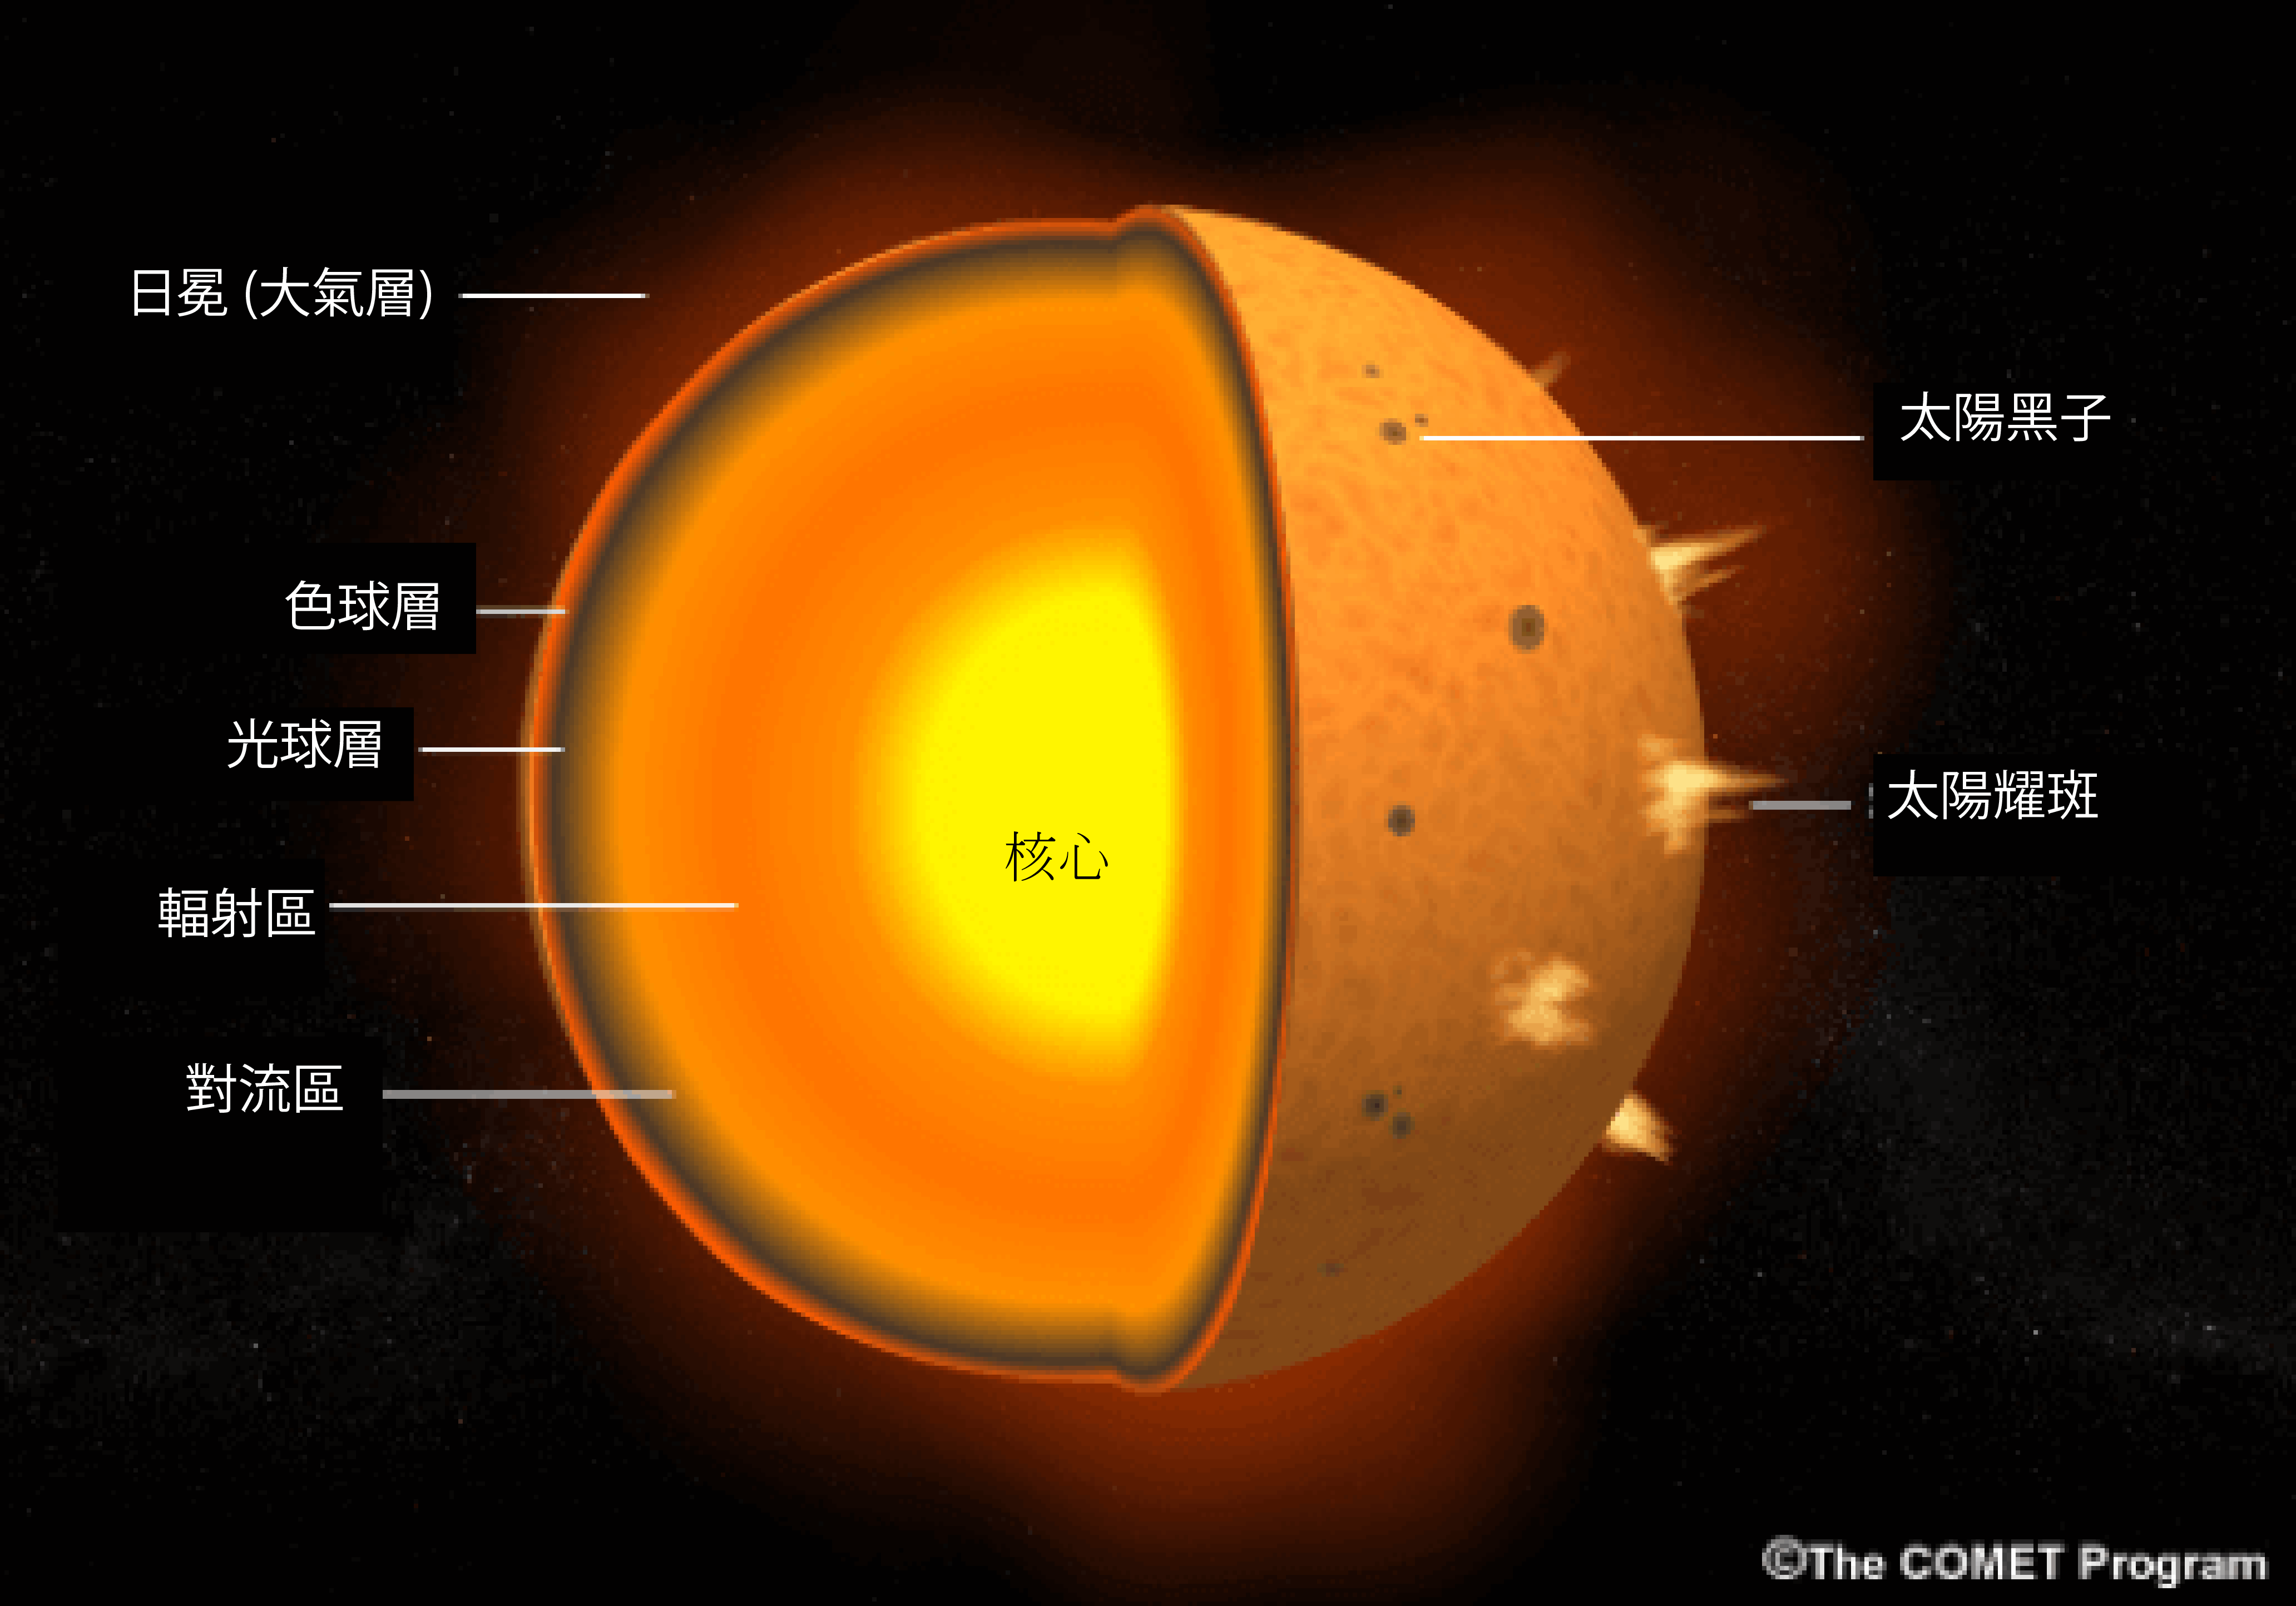 日冕 (大氣層)
太陽黑子
色球層
光球層
太陽耀斑
核心
輻射區
對流區
©The COMET Program